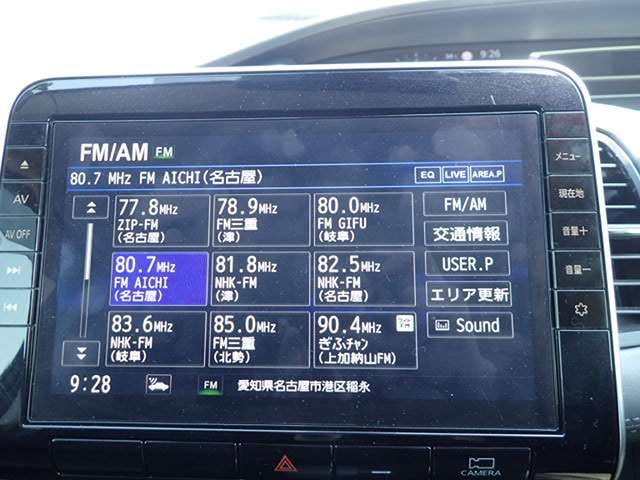 9:26
FM/AM FM
80.7 MHz FM AICHI(名古屋)
EQ LIVE AREA.P
77.8MHz
ZIP-FM
(名古屋)
78.9MHz
FM三重
(津)
80.0MHz
FM GIFU
(岐阜)
80.7MHz
FM AICHI
(名古屋)
81.8MHz
NHK-FM
(津)
82.5MHz
NHK-FM
(名古屋)
83.6MHz
NHK-FM
(岐阜)
85.0MHz
FM三重
(北勢)
90.4MHz
ワイドFM
ぎふチャン
(上加納山FM)
FM/AM
交通情報
USER.P
エリア更新
Sound
9:28
FM
愛知県名古屋市港区稲永
AV
AV OFF
メニュー
現在地
音量+
音量-
CAMERA